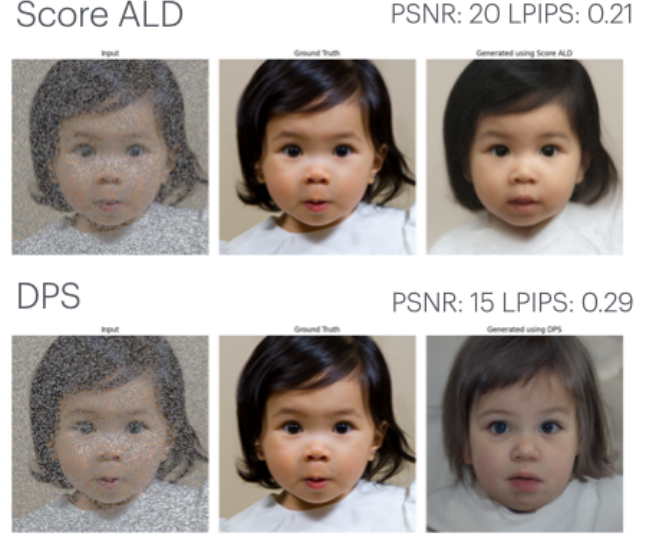 Score ALD
PSNR: 20 LPIPS: 0.21
Input
Ground Truth
Generated using Score ALD
DPS
PSNR: 15 LPIPS: 0.29
Input
Ground Truth
Generated using DPS